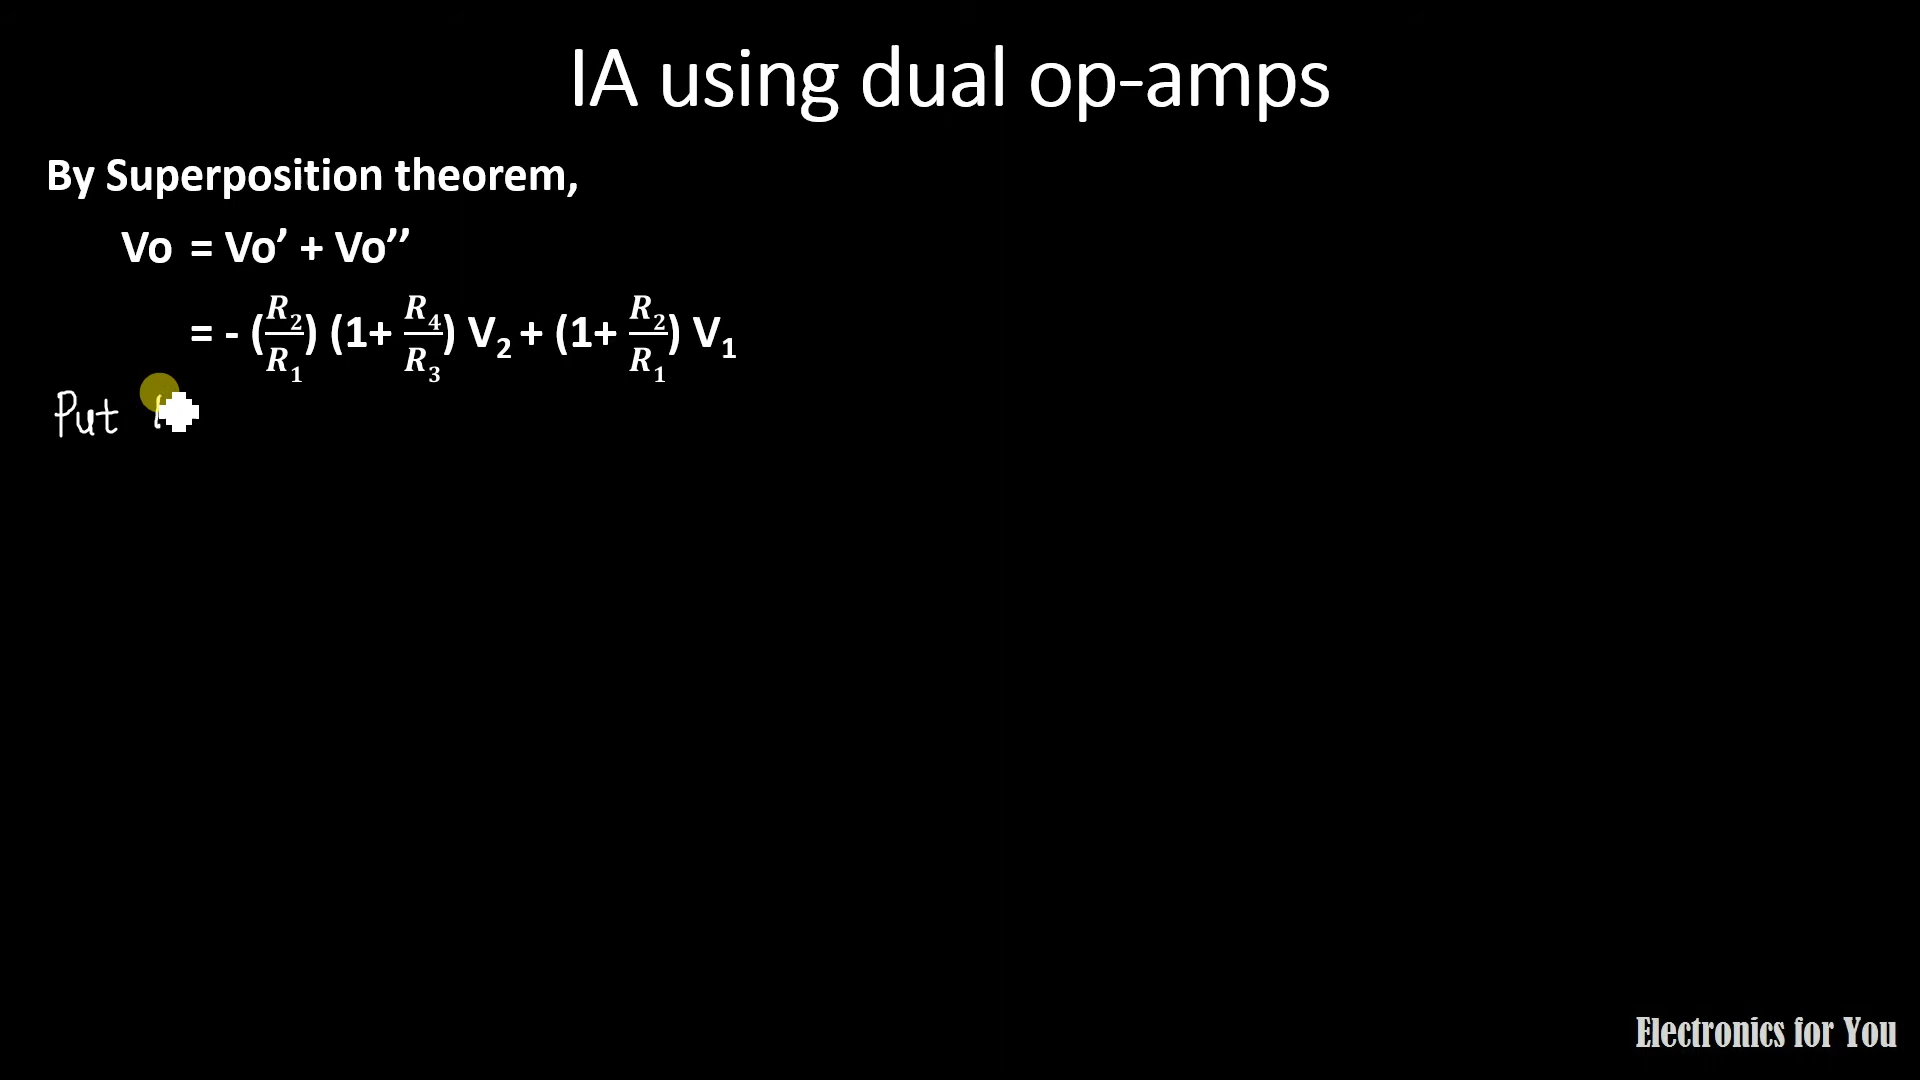 IA using dual op-amps
By Superposition theorem,
Vo = Vo’ + Vo’’
= - (R₂/R₁) (1+ R₄/R₃) V₂ + (1+ R₂/R₁) V₁
Put
Electronics for You